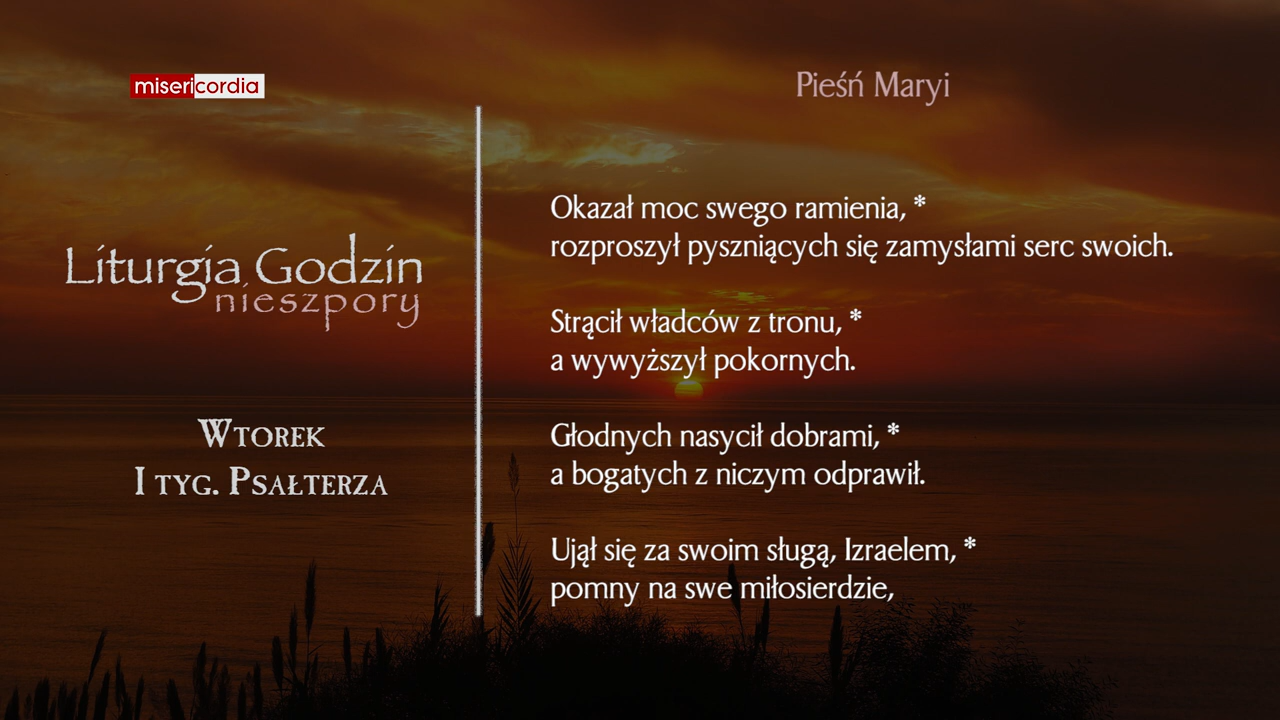 misericordia
Liturgia Godzin
nieszpory
Wtorek
I tyg. Psałterza
Pieśń Maryi
Okazał moc swego ramienia, *
rozproszył pyszniących się zamysłami serc swoich.
Strącił władców z tronu, *
a wywyższył pokornych.
Głodnych nasycił dobrami, *
a bogatych z niczym odprawił.
Ujął się za swoim sługą, Izraelem, *
pomny na swe miłosierdzie,